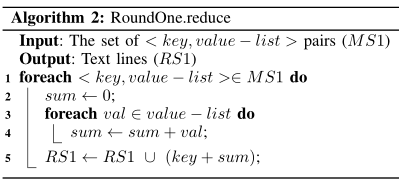 Algorithm 2: RoundOne.reduce
Input: The set of < key, value − list > pairs (MS1)
Output: Text lines (RS1)
1 foreach < key, value − list >∈ MS1 do
2 sum ← 0;
3 foreach val ∈ value − list do
4 sum ← sum + val;
5 RS1 ← RS1 ∪ (key + sum);